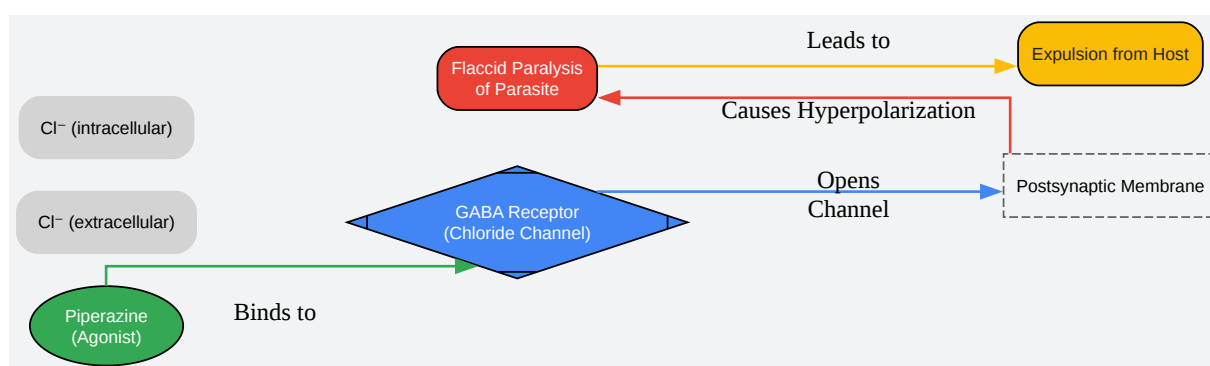 Leads to
Expulsion from Host
Flaccid Paralysis
of Parasite
Causes Hyperpolarization
Cl⁻ (intracellular)
Opens
Channel
Postsynaptic Membrane
Cl⁻ (extracellular)
GABA Receptor
(Chloride Channel)
Binds to
Piperazine
(Agonist)